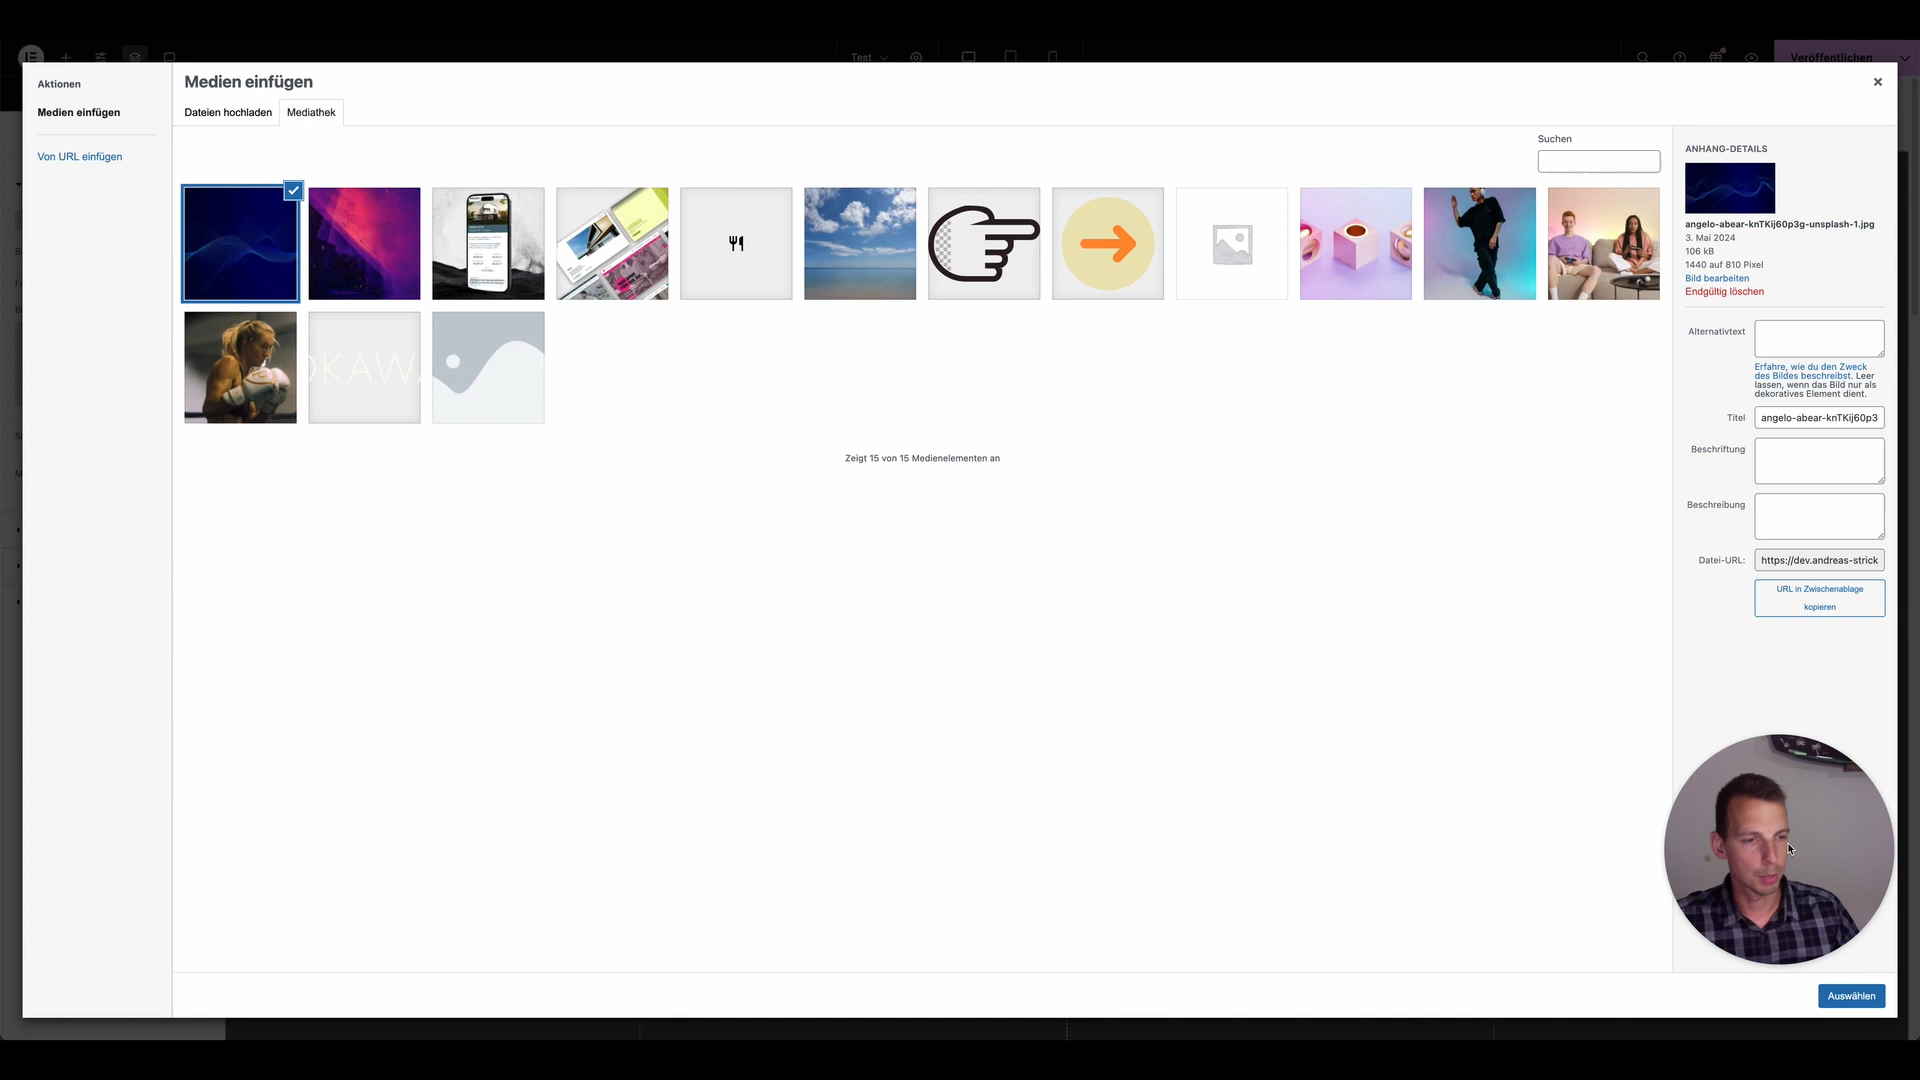 Test
Veröffentlichen
Aktionen
Medien einfügen
Von URL einfügen
Medien einfügen
Dateien hochladen
Mediathek
Suchen
OKAWA
Zeigt 15 von 15 Medienelementen an
ANHANG-DETAILS
angelo-abear-knTKij60p3g-unsplash-1.jpg
3. Mai 2024
106 kB
1440 auf 810 Pixel
Bild bearbeiten
Endgültig löschen
Alternativtext
Erfahre, wie du den Zweck
des Bildes beschreibst. Leer
lassen, wenn das Bild nur als
dekoratives Element dient.
Titel
angelo-abear-knTKij60p3
Beschriftung
Beschreibung
Datei-URL:
https://dev.andreas-strick
URL in Zwischenablage
kopieren
Auswählen